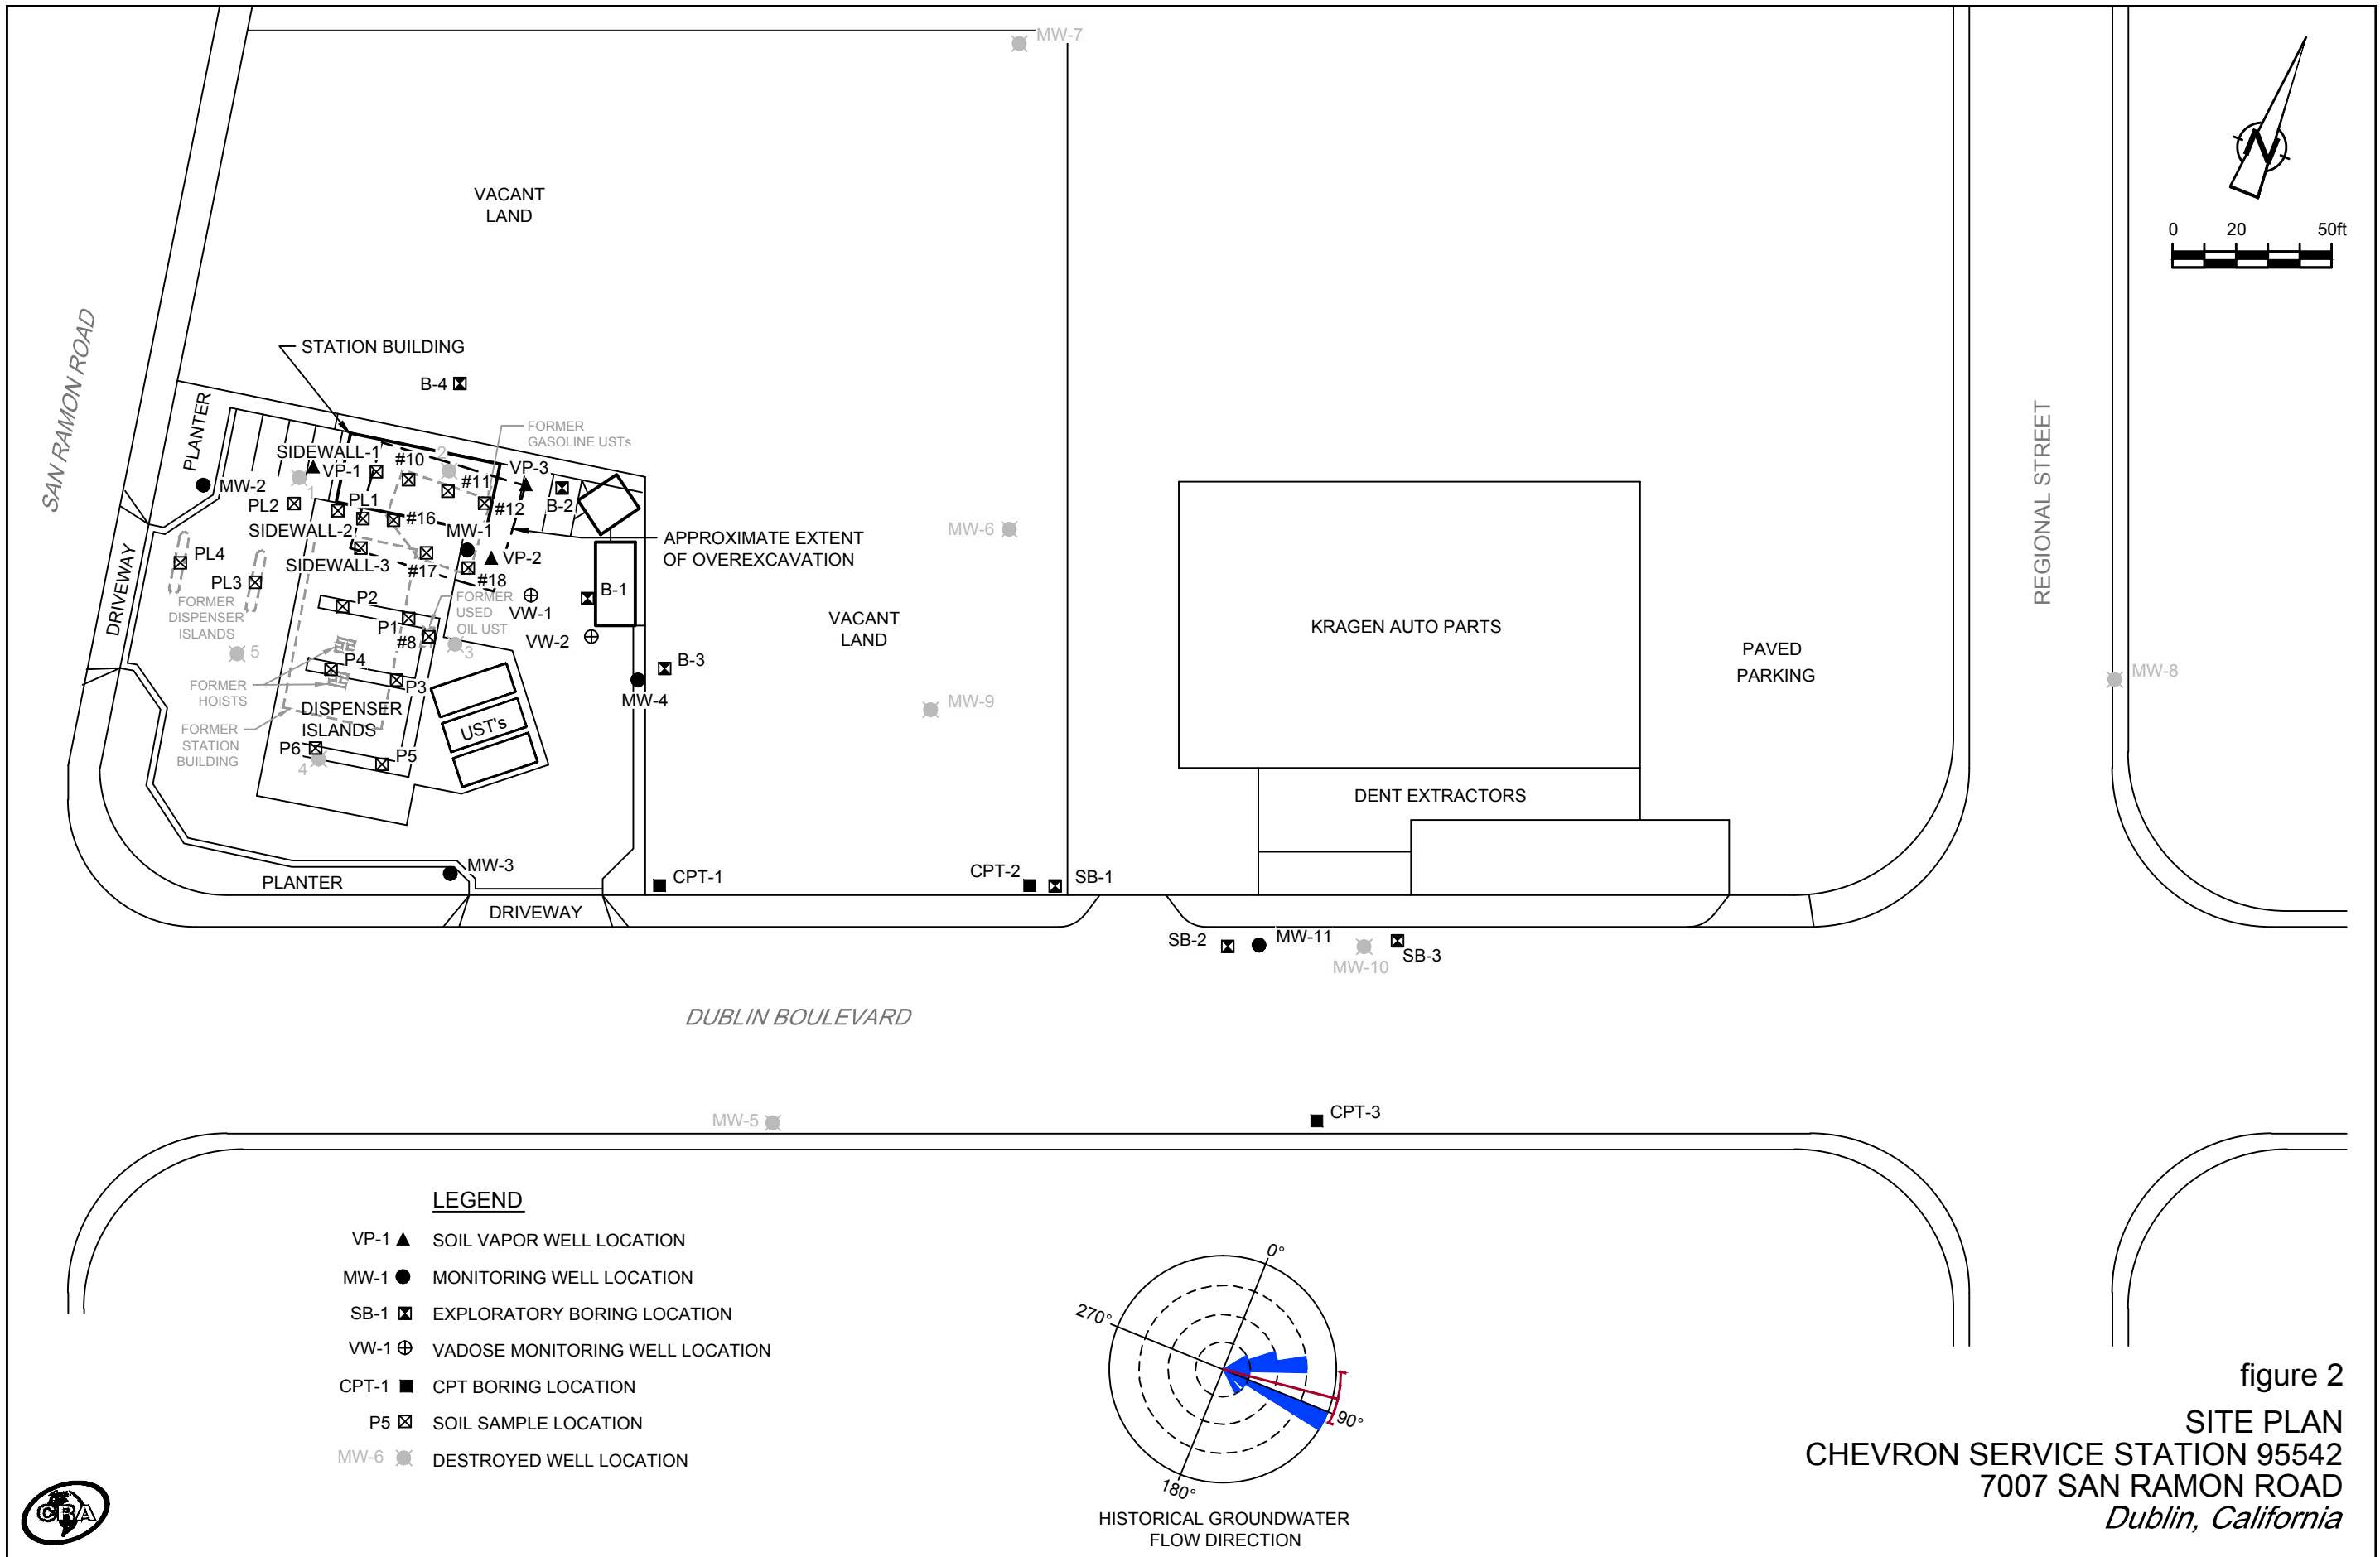 MW-7
VACANT
LAND
0 20 50ft
SAN RAMON ROAD
STATION BUILDING
B-4
PLANTER
FORMER
GASOLINE USTs
SIDEWALL-1
#10
2
VP-1
VP-3
MW-2
1
#11
PL2
PL1
#12
B-2
SIDEWALL-2
#16
MW-1
APPROXIMATE EXTENT
OF OVEREXCAVATION
MW-6
PL4
SIDEWALL-3
#17
VP-2
#18
PL3
DRIVEWAY
FORMER
DISPENSER
ISLANDS
P2
FORMER
USED
OIL UST
VW-1
B-1
P1
#8
VW-2
3
5
P4
B-3
FORMER
HOISTS
P3
MW-4
DISPENSER
ISLANDS
UST's
FORMER
STATION
BUILDING
P6
P5
4
VACANT
LAND
MW-9
KRAGEN AUTO PARTS
PAVED
PARKING
REGIONAL STREET
MW-8
DENT EXTRACTORS
MW-3
PLANTER
DRIVEWAY
CPT-1
CPT-2
SB-1
SB-2
MW-11
MW-10
SB-3
DUBLIN BOULEVARD
MW-5
CPT-3
LEGEND
VP-1 SOIL VAPOR WELL LOCATION
MW-1 MONITORING WELL LOCATION
SB-1 EXPLORATORY BORING LOCATION
VW-1 VADOSE MONITORING WELL LOCATION
CPT-1 CPT BORING LOCATION
P5 SOIL SAMPLE LOCATION
MW-6 DESTROYED WELL LOCATION
0°
270°
90°
180°
HISTORICAL GROUNDWATER
FLOW DIRECTION
figure 2
SITE PLAN
CHEVRON SERVICE STATION 95542
7007 SAN RAMON ROAD
Dublin, California
CRA
N